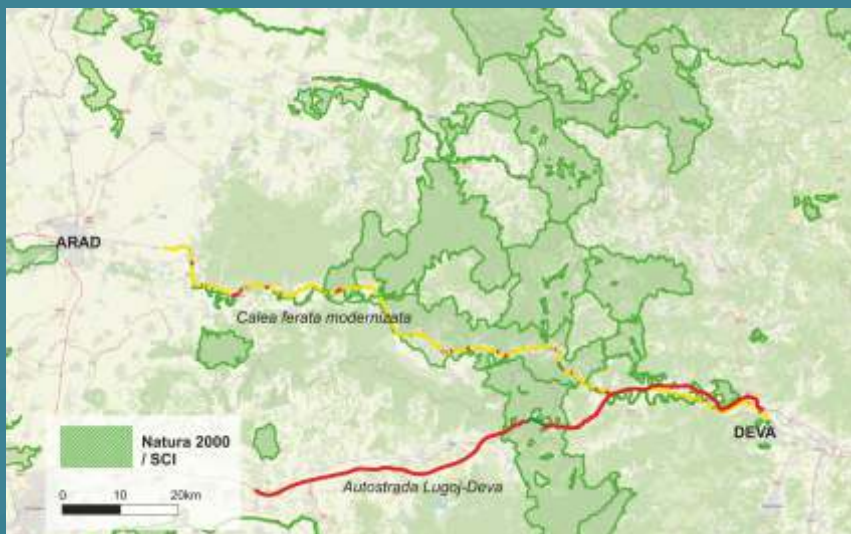 ARAD
Calea ferata modernizata
DEVA
Natura 2000
/ SCI
0 10 20km
Autostrada Lugoj-Deva